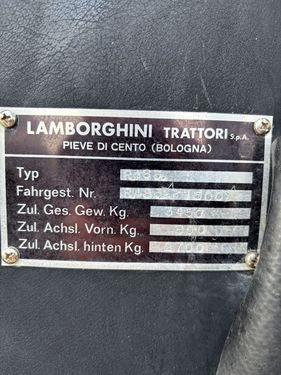 LAMBORGHINI TRATTORI S.p.A.
PIEVE DI CENTO (BOLOGNA)
Typ
Fahrgest. Nr.
Zul. Ges. Gew. Kg.
Zul. Achsl. Vorn. Kg.
Zul. Achsl. hinten Kg. 2700